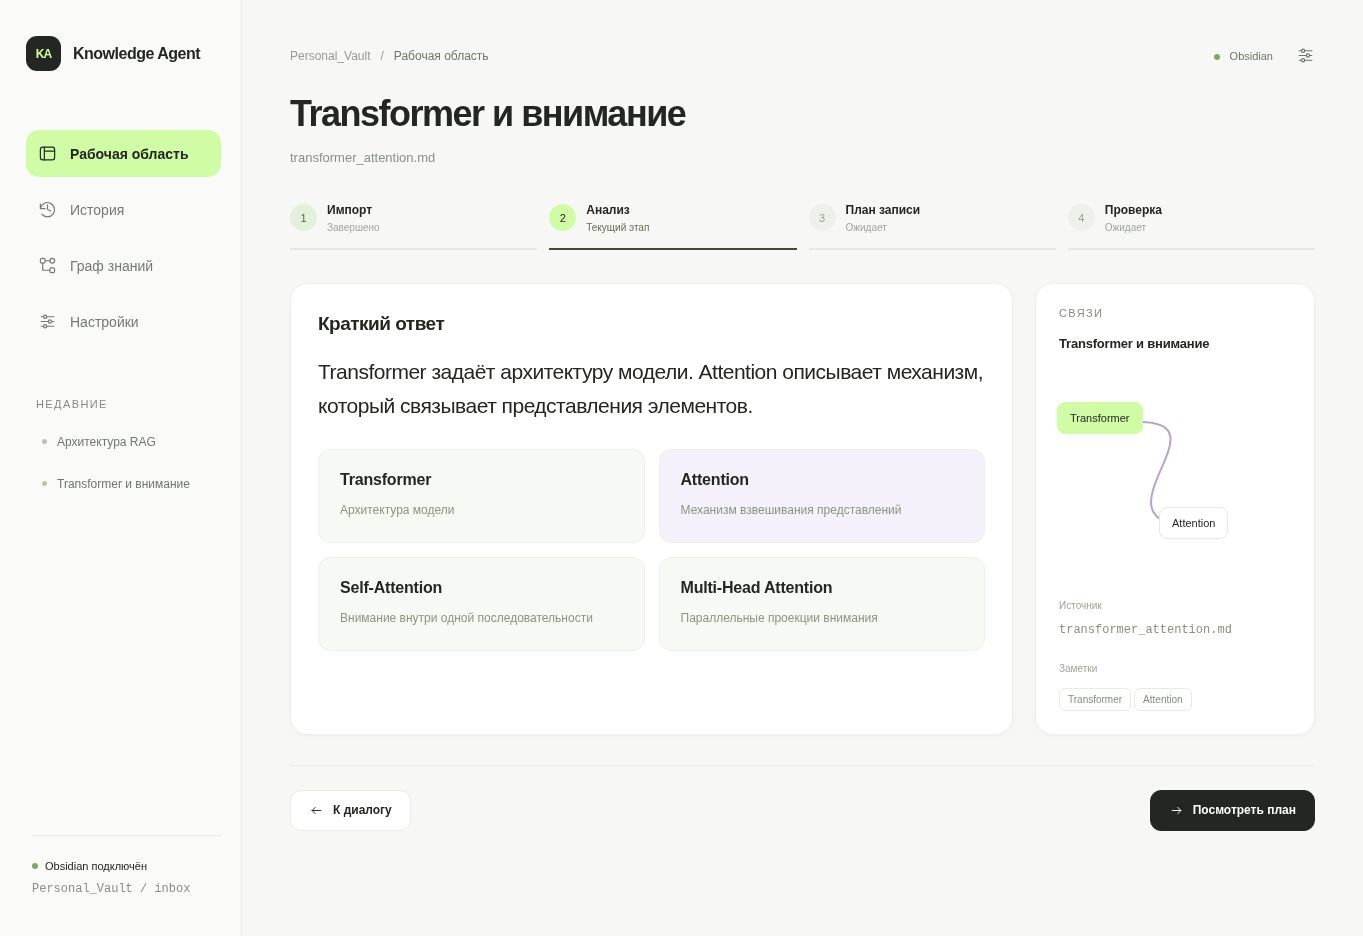 KA
Knowledge Agent
Рабочая область
История
Граф знаний
Настройки
НЕДАВНИЕ
Архитектура RAG
Transformer и внимание
Obsidian подключён
Personal_Vault / inbox
Personal_Vault / Рабочая область
Obsidian
Transformer и внимание
transformer_attention.md
1 Импорт
Завершено
2 Анализ
Текущий этап
3 План записи
Ожидает
4 Проверка
Ожидает
Краткий ответ
Transformer задаёт архитектуру модели. Attention описывает механизм,
который связывает представления элементов.
Transformer
Архитектура модели
Attention
Механизм взвешивания представлений
Self-Attention
Внимание внутри одной последовательности
Multi-Head Attention
Параллельные проекции внимания
СВЯЗИ
Transformer и внимание
Transformer
Attention
Источник
transformer_attention.md
Заметки
Transformer Attention
← К диалогу
→ Посмотреть план